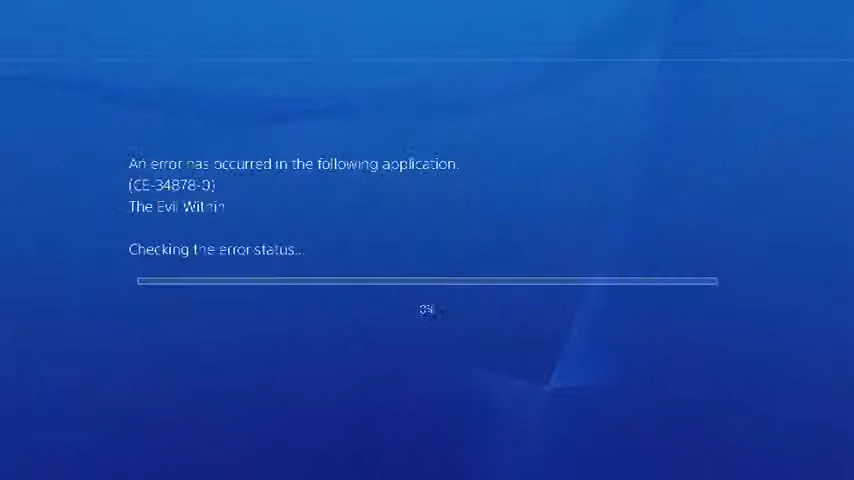 An error has occurred in the following application.
(CE-34878-0)
The Evil Within
Checking the error status...
0%